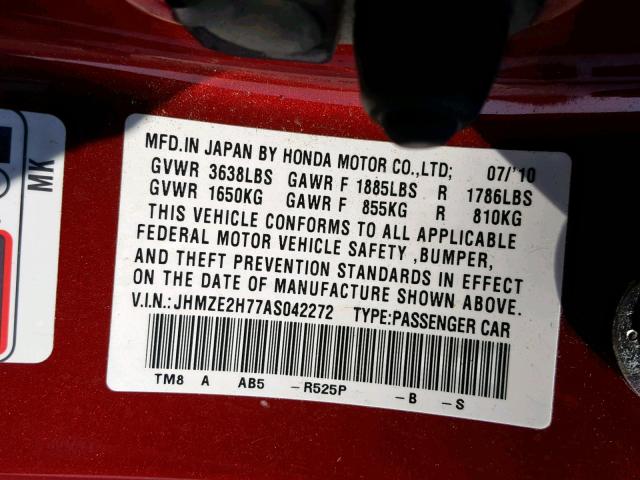 MFD.IN JAPAN BY HONDA MOTOR CO.,LTD; 07/'10
GVWR 3638LBS GAWR F 1885LBS R 1786LBS
GVWR 1650KG GAWR F 855KG R 810KG
THIS VEHICLE CONFORMS TO ALL APPLICABLE
FEDERAL MOTOR VEHICLE SAFETY ,BUMPER,
AND THEFT PREVENTION STANDARDS IN EFFECT
ON THE DATE OF MANUFACTURE SHOWN ABOVE.
V.I.N.:JHMZE2H77AS042272 TYPE:PASSENGER CAR
TM8 A AB5 –R525P –B –S
MK